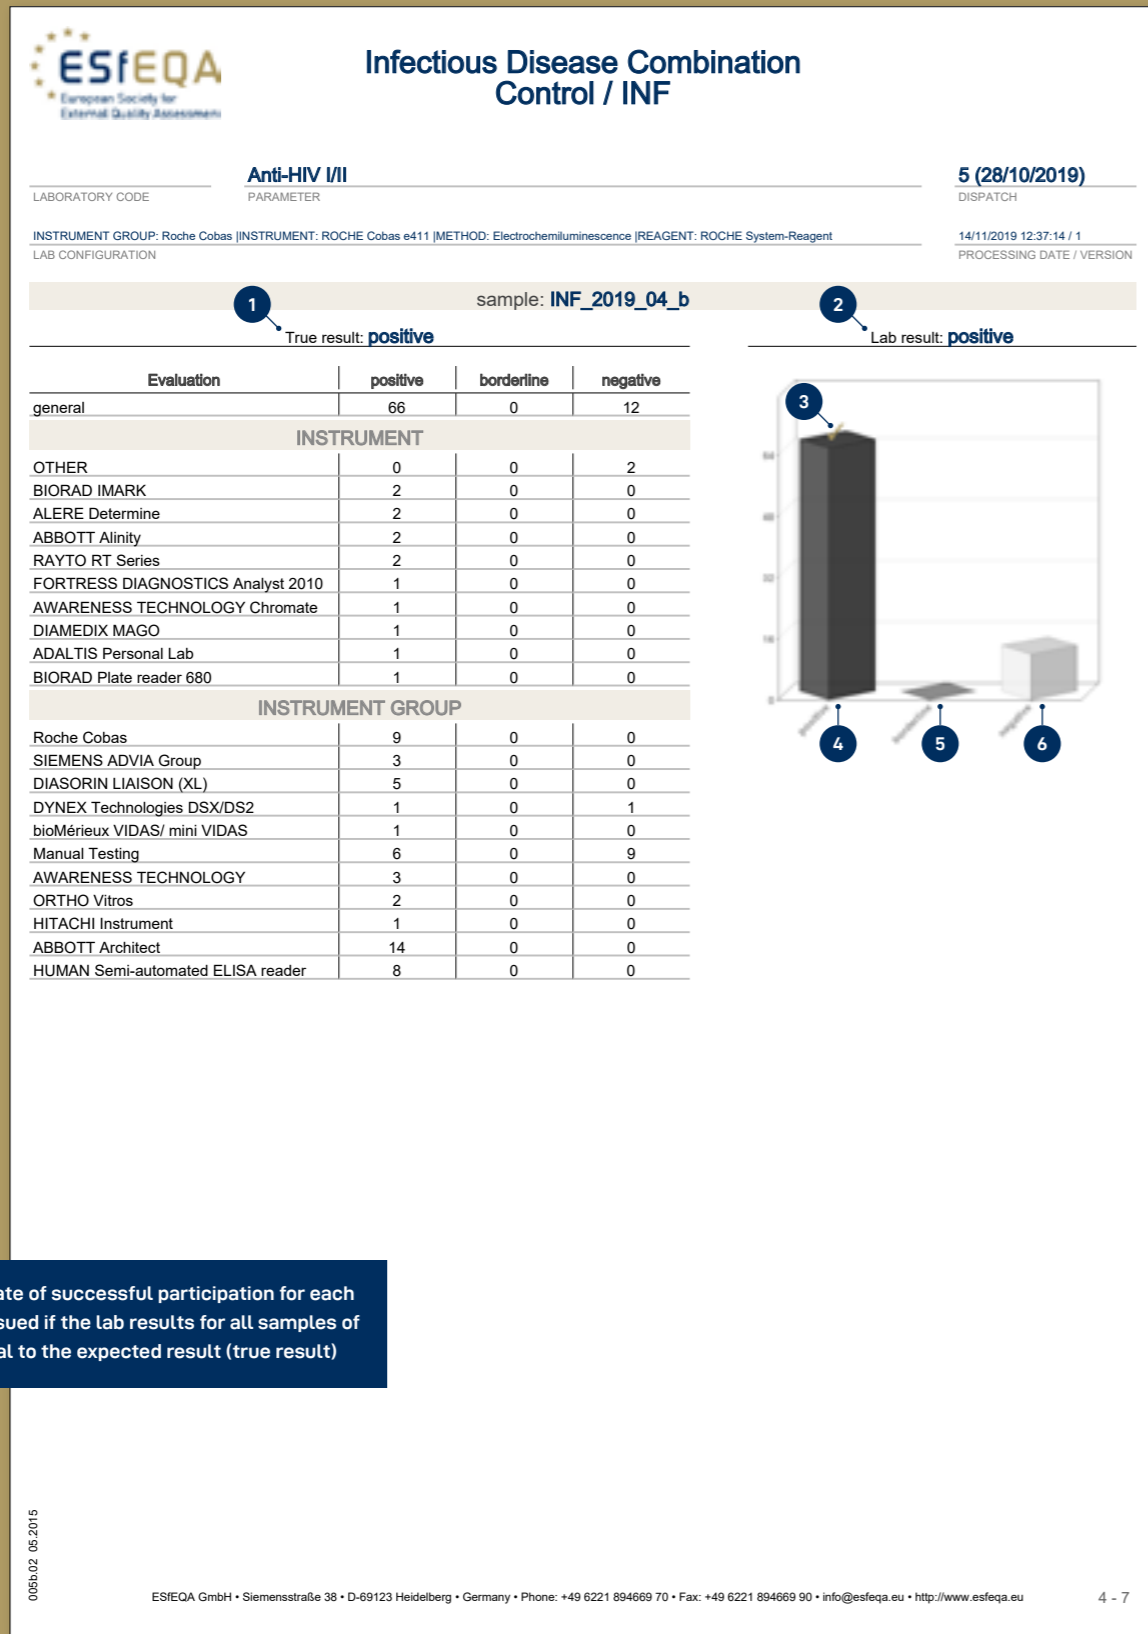 ESfEQA
European Society for
External Quality Assessment
Infectious Disease Combination
Control / INF
Anti-HIV I/II
5 (28/10/2019)
LABORATORY CODE
PARAMETER
DISPATCH
INSTRUMENT GROUP: Roche Cobas |INSTRUMENT: ROCHE Cobas e411 |METHOD: Electrochemiluminescence |REAGENT: ROCHE System-Reagent
14/11/2019 12:37:14 / 1
LAB CONFIGURATION
PROCESSING DATE / VERSION
1
sample: INF_2019_04_b
2
True result: positive
Lab result: positive
Evaluation positive borderline negative
general 66 0 12
INSTRUMENT
OTHER 0 0 2
BIORAD IMARK 2 0 0
ALERE Determine 2 0 0
ABBOTT Alinity 2 0 0
RAYTO RT Series 2 0 0
FORTRESS DIAGNOSTICS Analyst 2010 1 0 0
AWARENESS TECHNOLOGY Chromate 1 0 0
DIAMEDIX MAGO 1 0 0
ADALTIS Personal Lab 1 0 0
BIORAD Plate reader 680 1 0 0
INSTRUMENT GROUP
Roche Cobas 9 0 0
SIEMENS ADVIA Group 3 0 0
DIASORIN LIAISON (XL) 5 0 0
DYNEX Technologies DSX/DS2 1 0 1
bioMérieux VIDAS/ mini VIDAS 1 0 0
Manual Testing 6 0 9
AWARENESS TECHNOLOGY 3 0 0
ORTHO Vitros 2 0 0
HITACHI Instrument 1 0 0
ABBOTT Architect 14 0 0
HUMAN Semi-automated ELISA reader 8 0 0
3
64
48
32
16
0
positive
borderline
negative
4
5
6
ate of successful participation for each
sued if the lab results for all samples of
al to the expected result (true result)
005b.02 05.2015
ESfEQA GmbH • Siemensstraße 38 • D-69123 Heidelberg • Germany • Phone: +49 6221 894669 70 • Fax: +49 6221 894669 90 • info@esfeqa.eu • http://www.esfeqa.eu
4 - 7